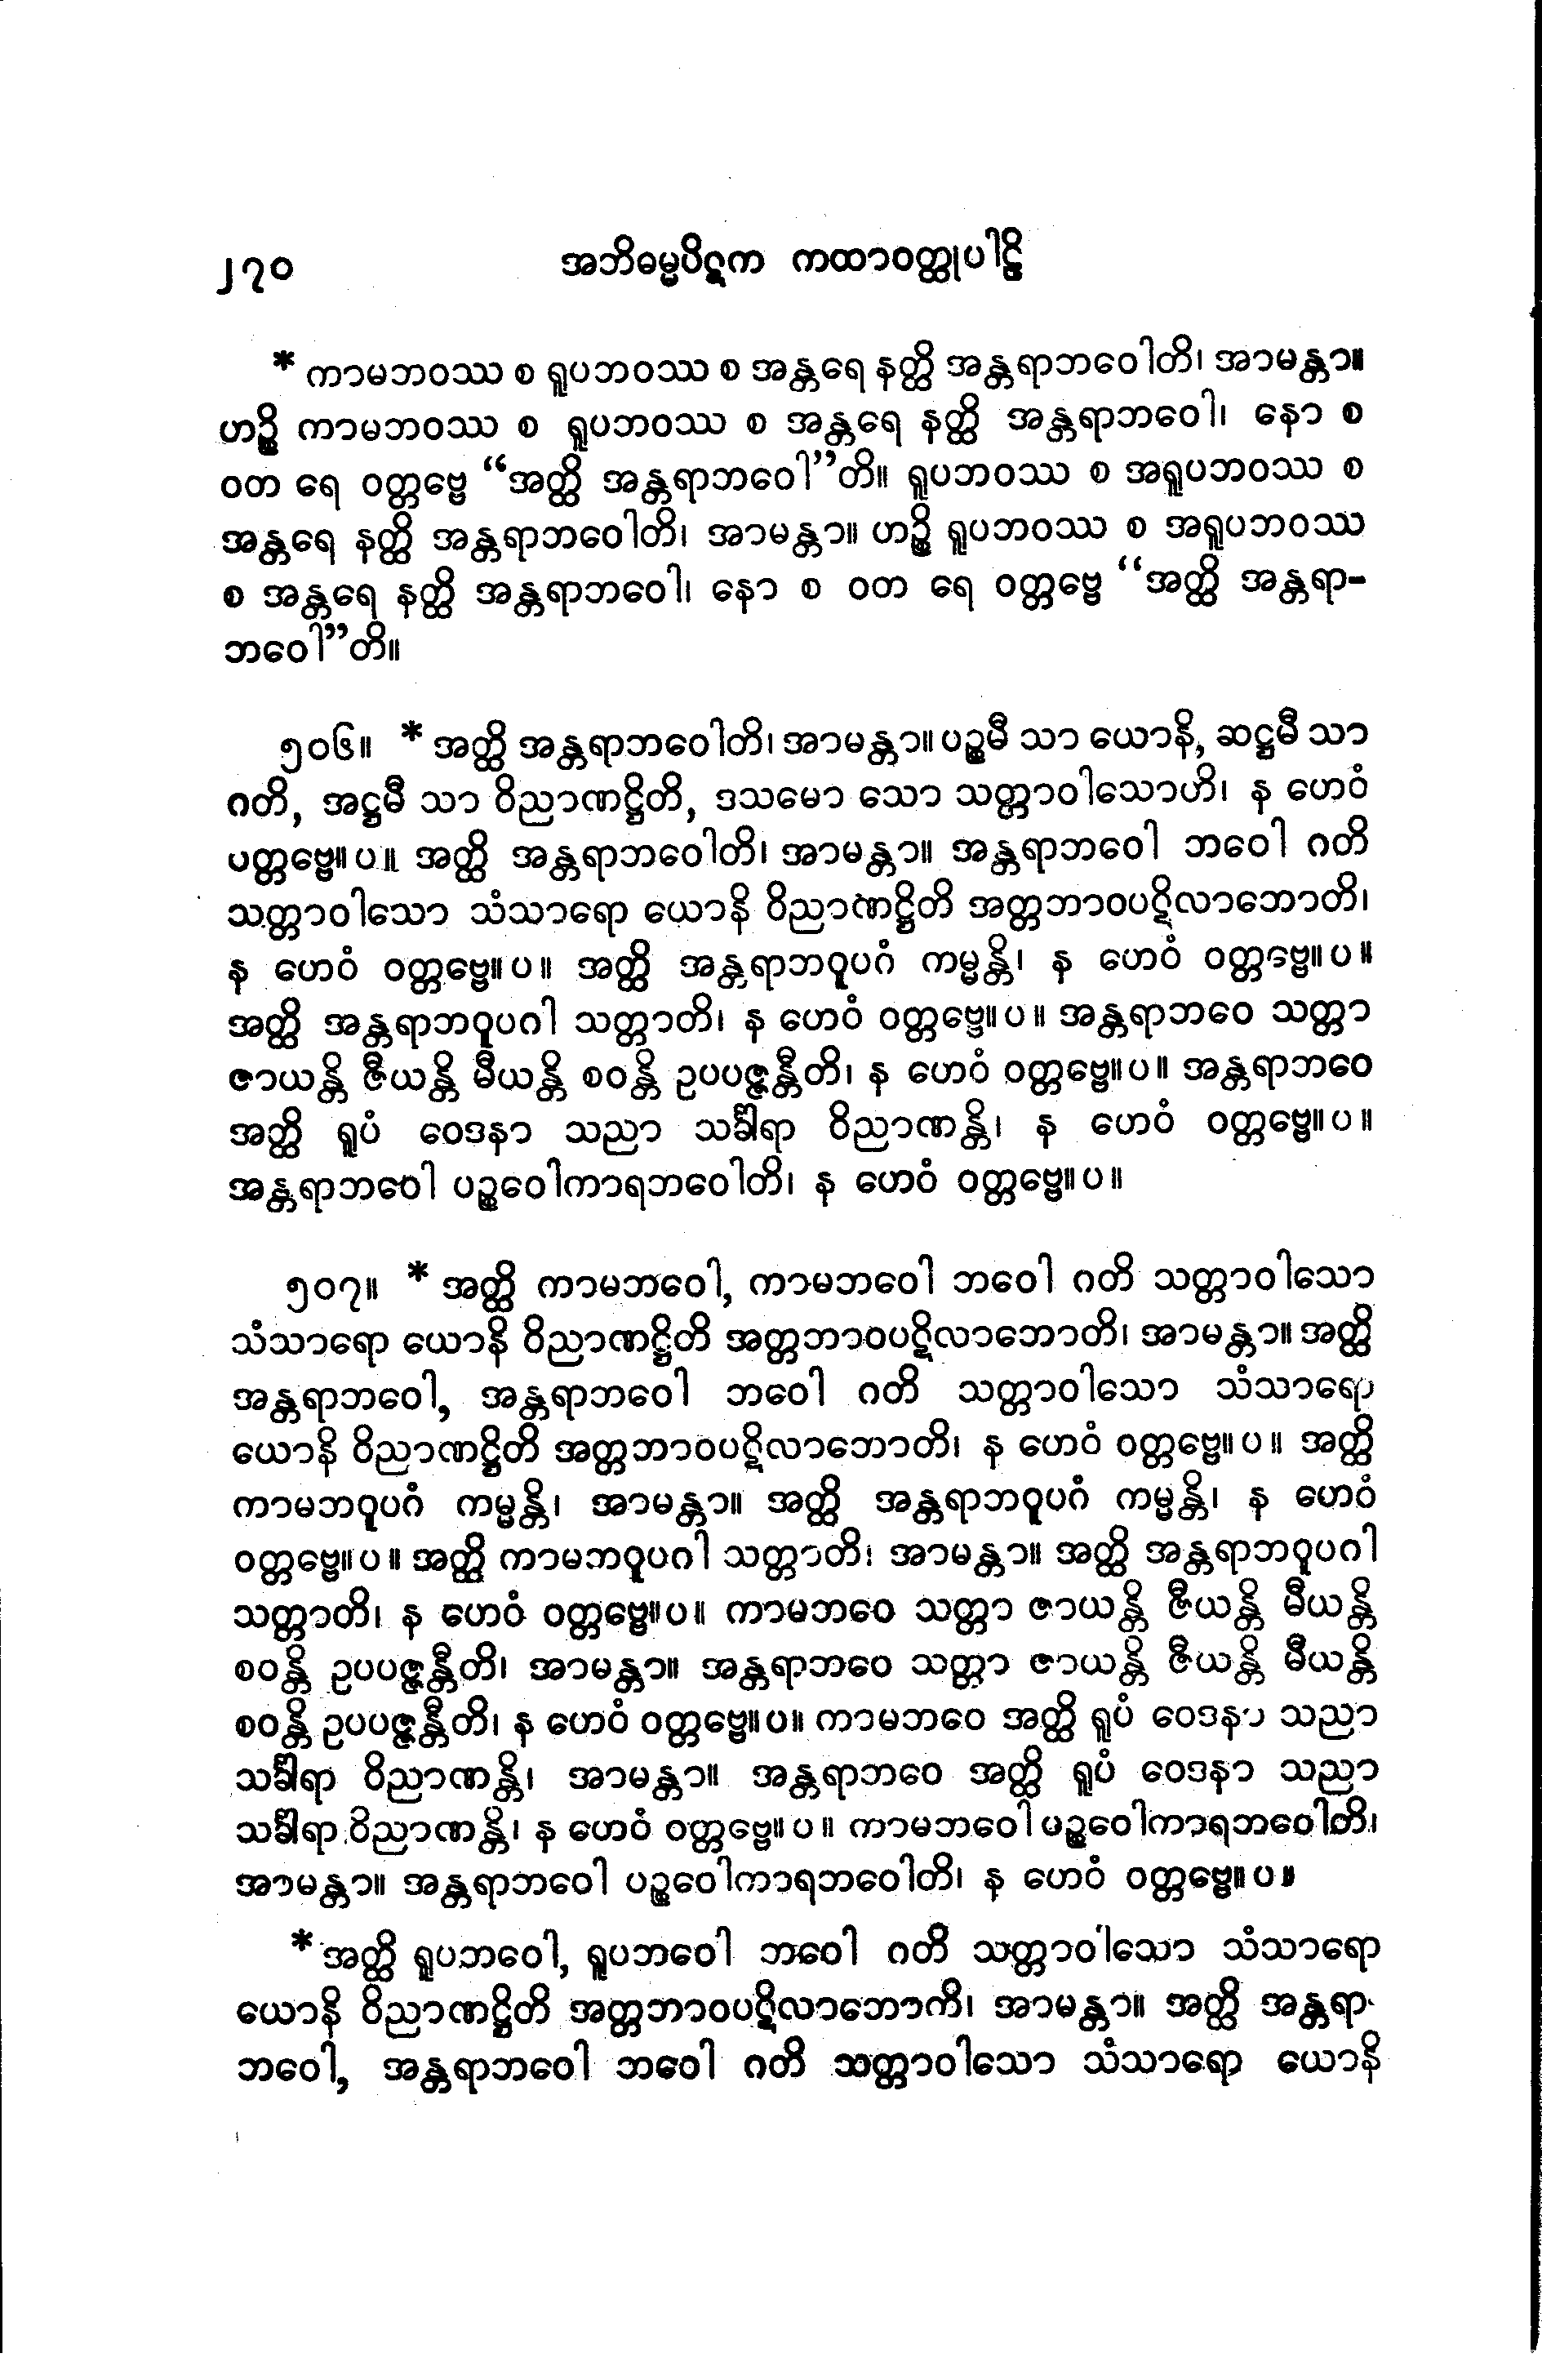 ၂၇၀ အဘိဓမ္မပိဋက ကထာဝတ္ထုပါဠိ
* ကာမဘဝဿ စ ရူပဘဝဿ စ အန္တရေ နတ္ထိ အန္တရာဘဝေါတိ၊ အာမန္တာ။
ဟဉ္စိ ကာမဘဝဿ စ ရူပဘဝဿ စ အန္တရေ နတ္ထိ အန္တရာဘဝေါ၊ နော စ
ဝတ ရေ ဝတ္တဗ္ဗေ “အတ္ထိ အန္တရာဘဝေါ”တိ။ ရူပဘဝဿ စ အရူပဘဝဿ စ
အန္တရေ နတ္ထိ အန္တရာဘဝေါတိ၊ အာမန္တာ။ ဟဉ္စိ ရူပဘဝဿ စ အရူပဘဝဿ
စ အန္တရေ နတ္ထိ အန္တရာဘဝေါ၊ နော စ ဝတ ရေ ဝတ္တဗ္ဗေ “အတ္ထိ အန္တရာ-
ဘဝေါ”တိ။
၅၀၆။ * အတ္ထိ အန္တရာဘဝေါတိ၊ အာမန္တာ။ ပဉ္စမီ သာ ယောနိ, ဆဋ္ဌမီ သာ
ဂတိ, အဋ္ဌမီ သာ ဝိညာဏဋ္ဌိတိ, ဒသမော သော သတ္တာဝါသောဟိ၊ န ဟေဝံ
ပတ္တဗ္ဗေ။ပ။ အတ္ထိ အန္တရာဘဝေါတိ၊ အာမန္တာ။ အန္တရာဘဝေါ ဘဝေါ ဂတိ
သတ္တာဝါသော သံသာရော ယောနိ ဝိညာဏဋ္ဌိတိ အတ္တဘာဝပဋိလာဘောတိ၊
န ဟေဝံ ဝတ္တဗ္ဗေ။ပ။ အတ္ထိ အန္တရာဘဝူပဂံ ကမ္မန္တိ၊ န ဟေဝံ ဝတ္တဗ္ဗေ။ပ။
အတ္ထိ အန္တရာဘဝူပဂါ သတ္တာတိ၊ န ဟေဝံ ဝတ္တဗ္ဗေ။ပ။ အန္တရာဘဝေ သတ္တာ
ဇာယန္တိ ဇီယန္တိ မီယန္တိ စဝန္တိ ဥပပဇ္ဇန္တီတိ၊ န ဟေဝံ ဝတ္တဗ္ဗေ။ပ။ အန္တရာဘဝေ
အတ္ထိ ရူပံ ဝေဒနာ သညာ သင်္ခါရာ ဝိညာဏန္တိ၊ န ဟေဝံ ဝတ္တဗ္ဗေ။ပ။
အန္တရာဘဝေါ ပဉ္စဝေါကာရဘဝေါတိ၊ န ဟေဝံ ဝတ္တဗ္ဗေ။ပ။
၅၀၇။ * အတ္ထိ ကာမဘဝေါ, ကာမဘဝေါ ဘဝေါ ဂတိ သတ္တာဝါသော
သံသာရော ယောနိ ဝိညာဏဋ္ဌိတိ အတ္တဘာဝပဋိလာဘောတိ၊ အာမန္တာ။ အတ္ထိ
အန္တရာဘဝေါ, အန္တရာဘဝေါ ဘဝေါ ဂတိ သတ္တာဝါသော သံသာရော
ယောနိ ဝိညာဏဋ္ဌိတိ အတ္တဘာဝပဋိလာဘောတိ၊ န ဟေဝံ ဝတ္တဗ္ဗေ။ပ။ အတ္ထိ
ကာမဘဝူပဂံ ကမ္မန္တိ၊ အာမန္တာ။ အတ္ထိ အန္တရာဘဝူပဂံ ကမ္မန္တိ၊ န ဟေဝံ
ဝတ္တဗ္ဗေ။ပ။ အတ္ထိ ကာမဘဝူပဂါ သတ္တာတိ၊ အာမန္တာ။ အတ္ထိ အန္တရာဘဝူပဂါ
သတ္တာတိ၊ န ဟေဝံ ဝတ္တဗ္ဗေ။ပ။ ကာမဘဝေ သတ္တာ ဇာယန္တိ ဇီယန္တိ မီယန္တိ
စဝန္တိ ဥပပဇ္ဇန္တီတိ၊ အာမန္တာ။ အန္တရာဘဝေ သတ္တာ ဇာယန္တိ ဇီယန္တိ မီယန္တိ
စဝန္တိ ဥပပဇ္ဇန္တီတိ၊ န ဟေဝံ ဝတ္တဗ္ဗေ။ပ။ ကာမဘဝေ အတ္ထိ ရူပံ ဝေဒနာ သညာ
သင်္ခါရာ ဝိညာဏန္တိ၊ အာမန္တာ။ အန္တရာဘဝေ အတ္ထိ ရူပံ ဝေဒနာ သညာ
သင်္ခါရာ ဝိညာဏန္တိ၊ န ဟေဝံ ဝတ္တဗ္ဗေ။ပ။ ကာမဘဝေါ ပဉ္စဝေါကာရဘဝေါတိ၊
အာမန္တာ။ အန္တရာဘဝေါ ပဉ္စဝေါကာရဘဝေါတိ၊ န ဟေဝံ ဝတ္တဗ္ဗေ။ပ။
* အတ္ထိ ရူပဘဝေါ, ရူပဘဝေါ ဘဝေါ ဂတိ သတ္တာဝါသော သံသာရော
ယောနိ ဝိညာဏဋ္ဌိတိ အတ္တဘာဝပဋိလာဘောကိ၊ အာမန္တာ။ အတ္ထိ အန္တရာ-
ဘဝေါ, အန္တရာဘဝေါ ဘဝေါ ဂတိ သတ္တာဝါသော သံသာရော ယောနိ